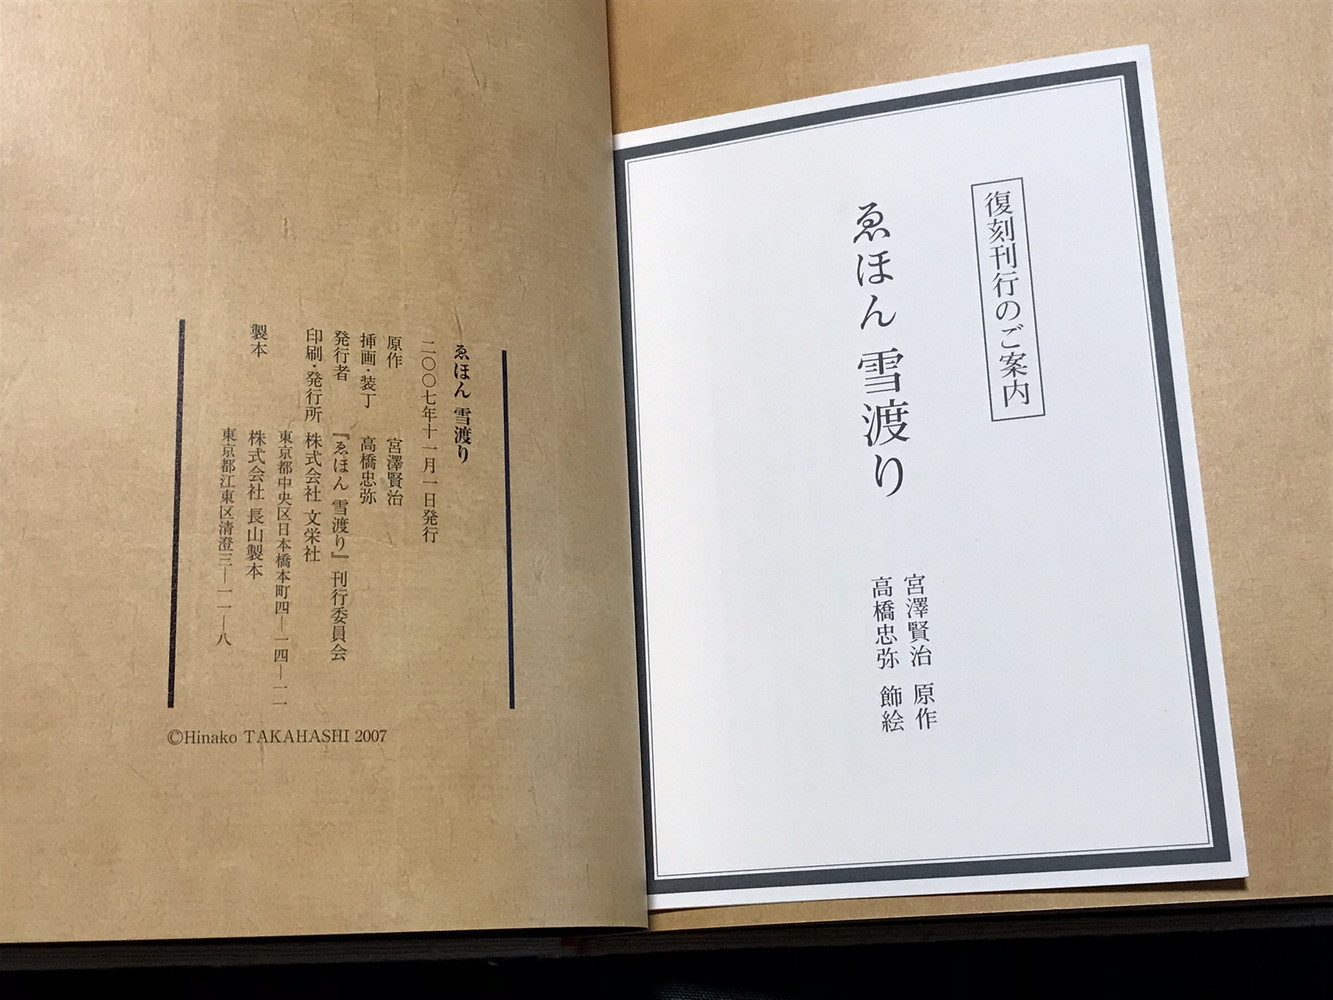 ゑほん 雪渡り
二〇〇七年十一月一日発行
原作 宮澤賢治
挿画・装丁 高橋忠弥
発行者 『ゑほん 雪渡り』刊行委員会
印刷・発行所 株式会社 文栄社
東京都中央区日本橋本町四―一四―一一
製本 株式会社 長山製本
東京都江東区清澄三―一一―八
©Hinako TAKAHASHI 2007
復刻刊行のご案内
ゑほん 雪渡り
宮澤賢治 原作
高橋忠弥 飾絵